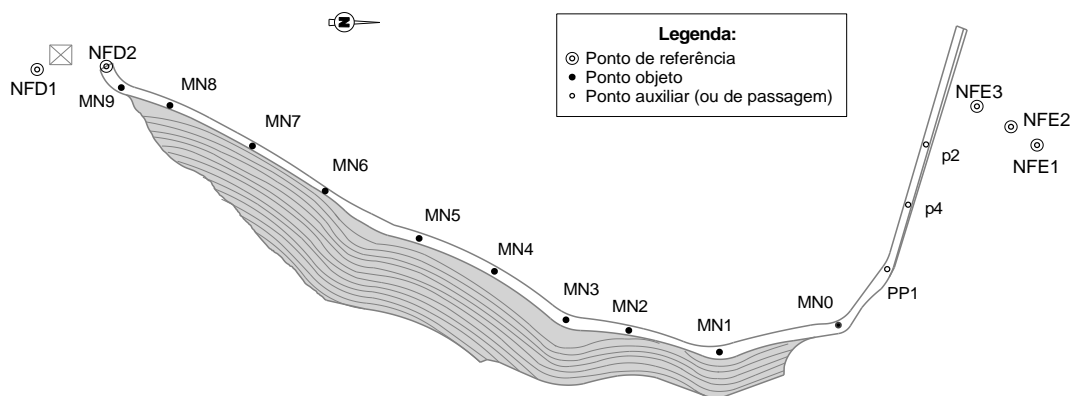 N
Legenda:
Ponto de referência
Ponto objeto
Ponto auxiliar (ou de passagem)
NFD1
NFD2
MN9
MN8
MN7
MN6
MN5
MN4
MN3
MN2
MN1
MN0
PP1
p4
p2
NFE3
NFE2
NFE1